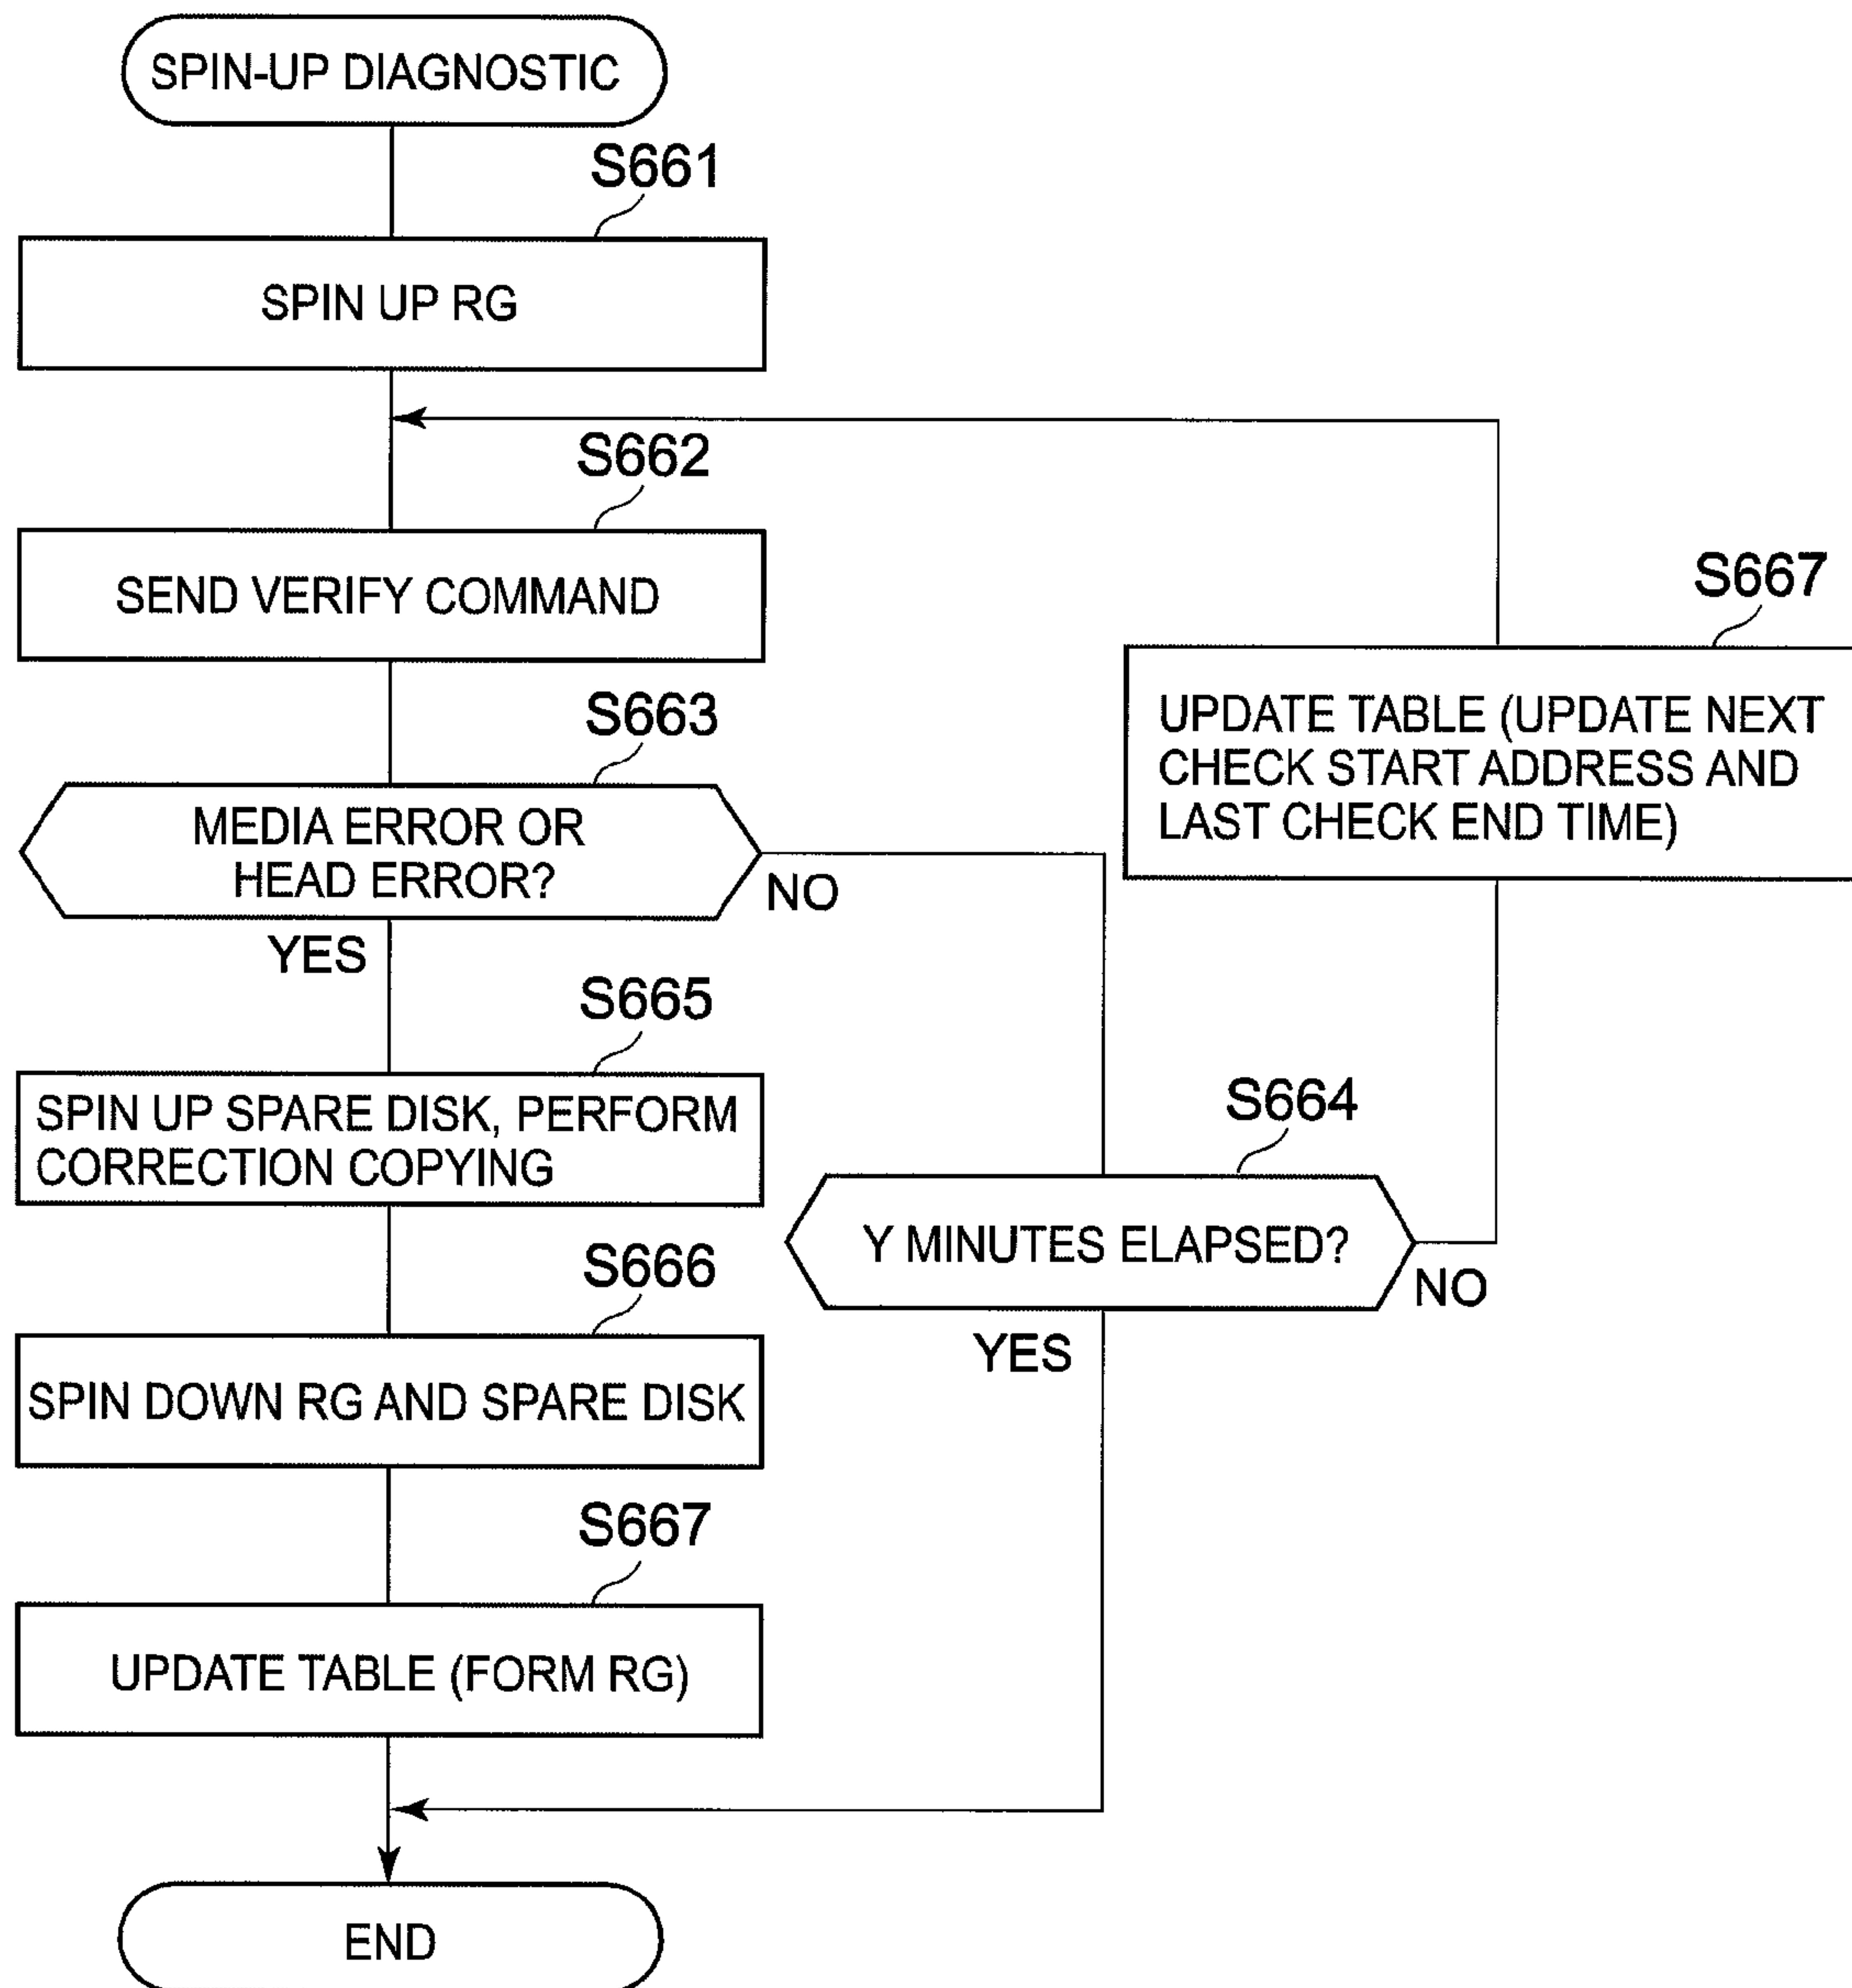 SPIN-UP DIAGNOSTIC
S661
SPIN UP RG
S662
SEND VERIFY COMMAND
S667
UPDATE TABLE (UPDATE NEXT
CHECK START ADDRESS AND
LAST CHECK END TIME)
S663
MEDIA ERROR OR
HEAD ERROR?
NO
YES
S665
SPIN UP SPARE DISK, PERFORM
CORRECTION COPYING
S664
Y MINUTES ELAPSED?
NO
YES
S666
SPIN DOWN RG AND SPARE DISK
S667
UPDATE TABLE (FORM RG)
END